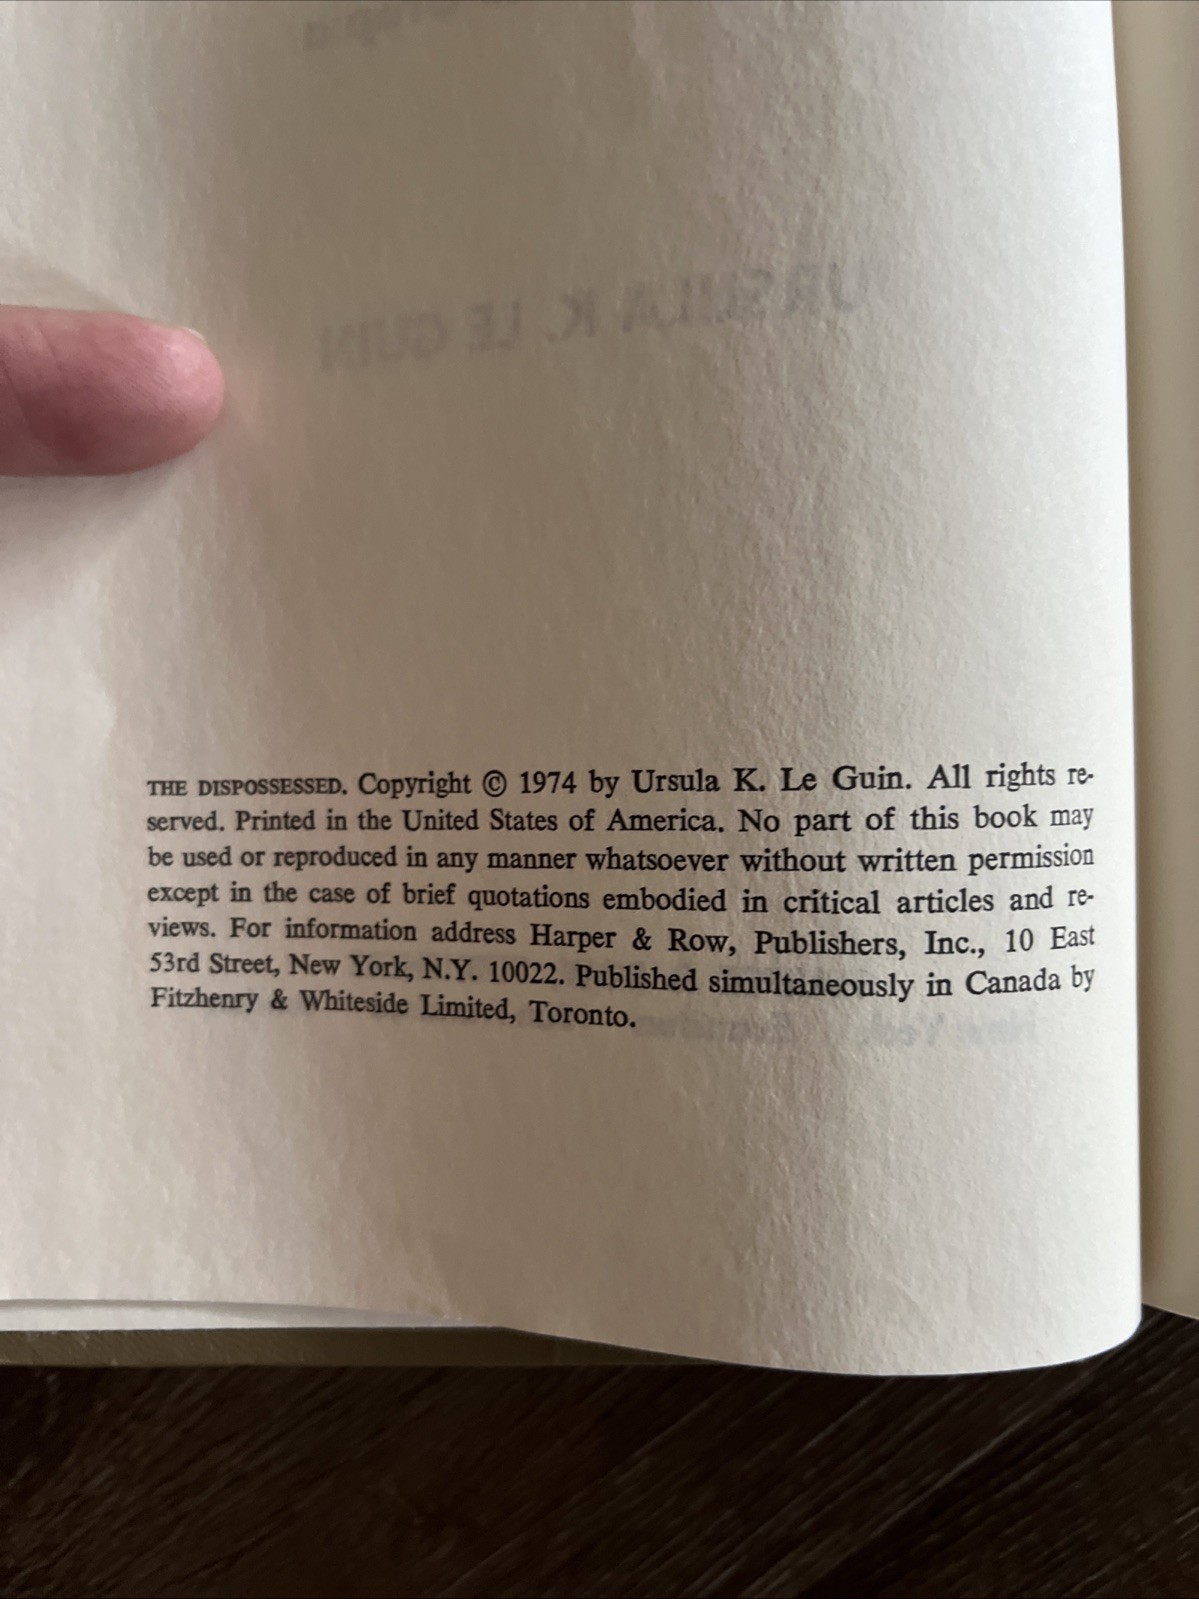 URSULA K. LE GUIN
THE DISPOSSESSED. Copyright © 1974 by Ursula K. Le Guin. All rights re-
served. Printed in the United States of America. No part of this book may
be used or reproduced in any manner whatsoever without written permission
except in the case of brief quotations embodied in critical articles and re-
views. For information address Harper & Row, Publishers, Inc., 10 East
53rd Street, New York, N.Y. 10022. Published simultaneously in Canada by
Fitzhenry & Whiteside Limited, Toronto.